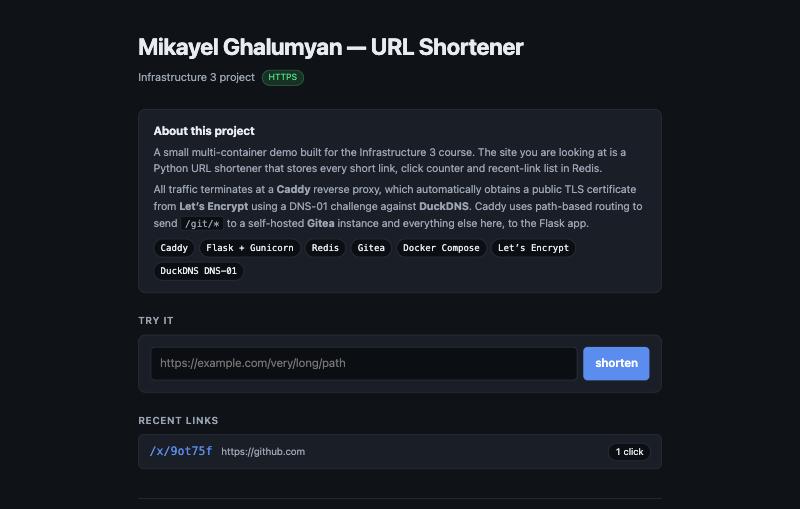 Mikayel Ghalumyan — URL Shortener
Infrastructure 3 project HTTPS
About this project
A small multi-container demo built for the Infrastructure 3 course. The site you are looking at is a
Python URL shortener that stores every short link, click counter and recent-link list in Redis.
All traffic terminates at a Caddy reverse proxy, which automatically obtains a public TLS certificate
from Let’s Encrypt using a DNS-01 challenge against DuckDNS. Caddy uses path-based routing to
send /git/* to a self-hosted Gitea instance and everything else here, to the Flask app.
Caddy Flask + Gunicorn Redis Gitea Docker Compose Let’s Encrypt
DuckDNS DNS-01
TRY IT
https://example.com/very/long/path shorten
RECENT LINKS
/x/9ot75f https://github.com 1 click